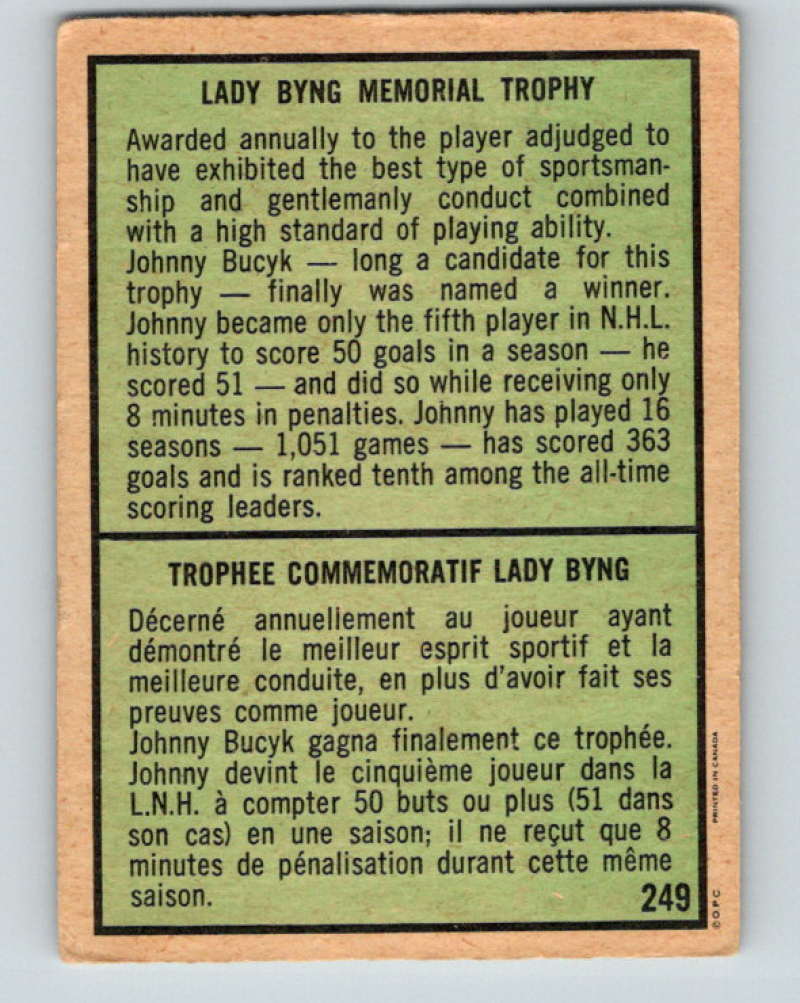 LADY BYNG MEMORIAL TROPHY
Awarded annually to the player adjudged to
have exhibited the best type of sportsman-
ship and gentlemanly conduct combined
with a high standard of playing ability.
Johnny Bucyk — long a candidate for this
trophy — finally was named a winner.
Johnny became only the fifth player in N.H.L.
history to score 50 goals in a season — he
scored 51 — and did so while receiving only
8 minutes in penalties. Johnny has played 16
seasons — 1,051 games — has scored 363
goals and is ranked tenth among the all-time
scoring leaders.
TROPHEE COMMEMORATIF LADY BYNG
Décerné annuellement au joueur ayant
démontré le meilleur esprit sportif et la
meilleure conduite, en plus d'avoir fait ses
preuves comme joueur.
Johnny Bucyk gagna finalement ce trophée.
Johnny devint le cinquième joueur dans la
L.N.H. à compter 50 buts ou plus (51 dans
son cas) en une saison; il ne reçut que 8
minutes de pénalisation durant cette même
saison.
249
©O.P.C. PRINTED IN CANADA